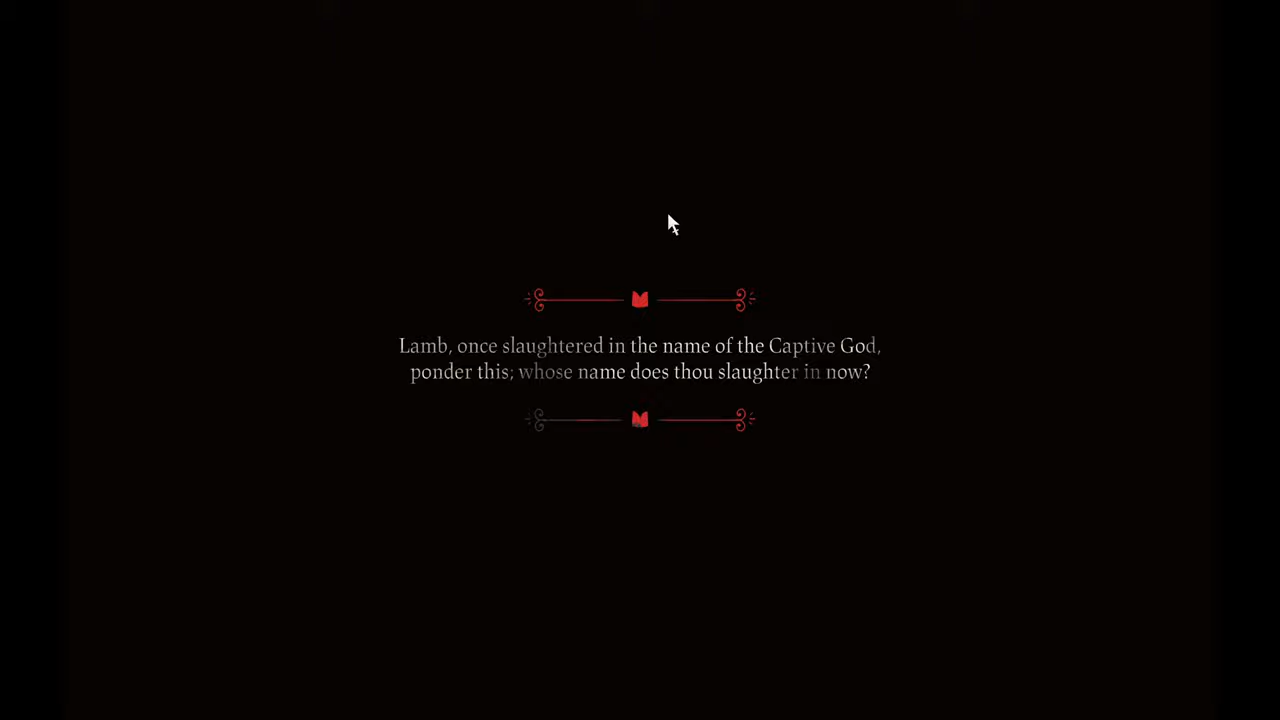 Lamb, once slaughtered in the name of the Captive God,
ponder this; whose name does thou slaughter in now?